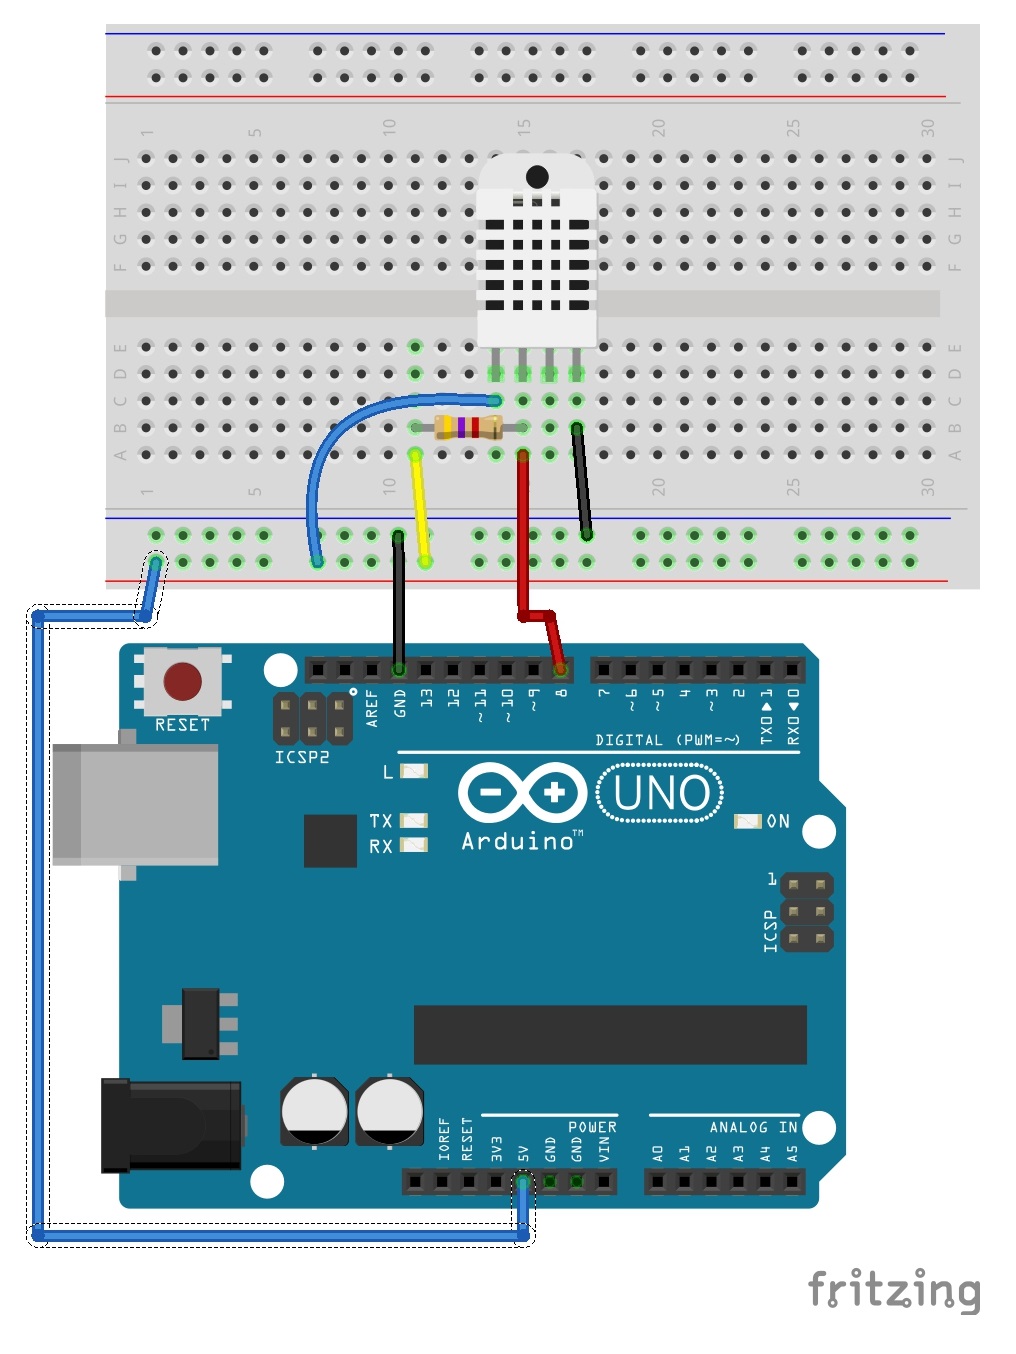 1 5 10 15 20 25 30
J J
I I
H H
G G
F F
E E
D D
C C
B B
A A
1 5 10 20 25 30
RESET
AREF GND 13 12 ~11 ~10 ~9 8 7 ~6 ~5 4 ~3 2 TX0▶1 RX0◀0
ICSP2
DIGITAL (PWM=~)
L
TX
RX
UNO
Arduino™
ON
1
ICSP
POWER
ANALOG IN
IOREF RESET 3V3 5V GND GND VIN A0 A1 A2 A3 A4 A5
fritzing